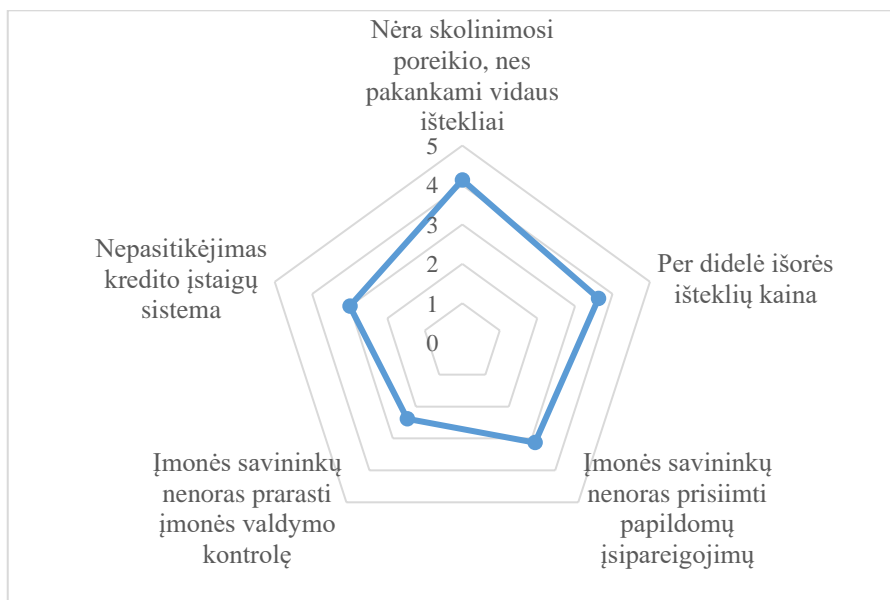 Nėra skolinimosi
poreikio, nes
pakankami vidaus
ištekliai
5
4
3
2
1
0
Per didelė išorės
išteklių kaina
Įmonės savininkų
nenoras prisiimti
papildomų
įsipareigojimų
Įmonės savininkų
nenoras prarasti
įmonės valdymo
kontrolę
Nepasitikėjimas
kredito įstaigų
sistema